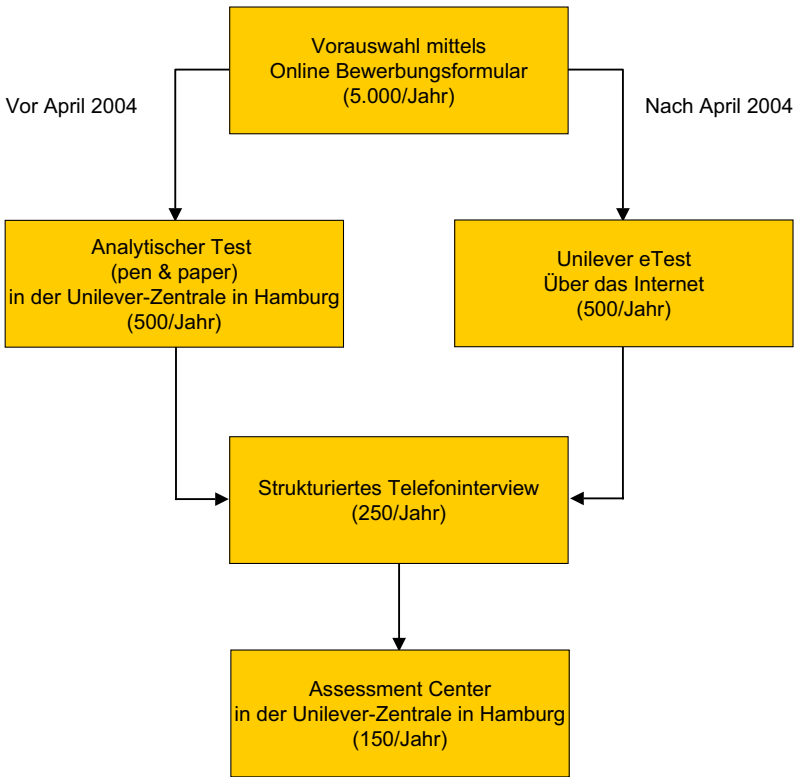 Vorauswahl mittels
Online Bewerbungsformular
(5.000/Jahr)
Vor April 2004
Nach April 2004
Analytischer Test
(pen & paper)
in der Unilever-Zentrale in Hamburg
(500/Jahr)
Unilever eTest
Über das Internet
(500/Jahr)
Strukturiertes Telefoninterview
(250/Jahr)
Assessment Center
in der Unilever-Zentrale in Hamburg
(150/Jahr)